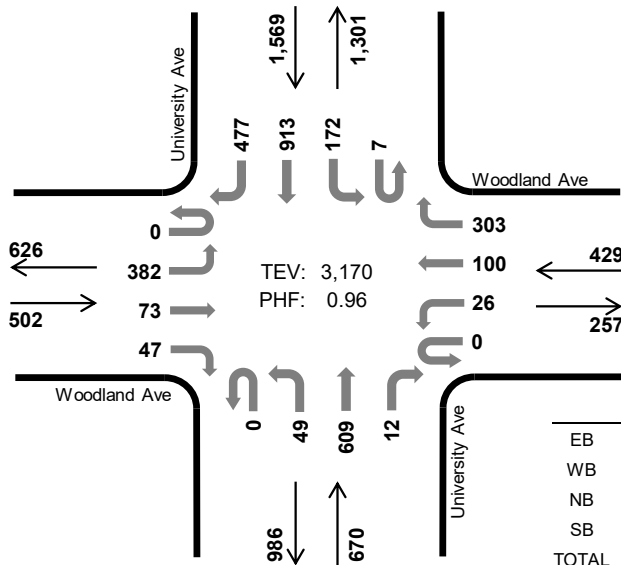 1,569
1,301
University Ave
477
913
172
7
Woodland Ave
0
303
626
382
TEV: 3,170
100
429
502
73
PHF: 0.96
26
257
47
0
Woodland Ave
0
49
609
12
University Ave
EB
WB
NB
SB
TOTAL
986
670